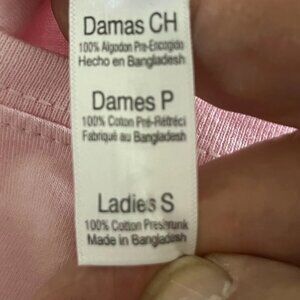 Damas CH
100% Algodon Pre-Encogido
Hecho en Bangladesh
Dames P
100% Coton Pré-Rétréci
Fabriqué au Bangladesh
Ladies S
100% Cotton Preshrunk
Made in Bangladesh